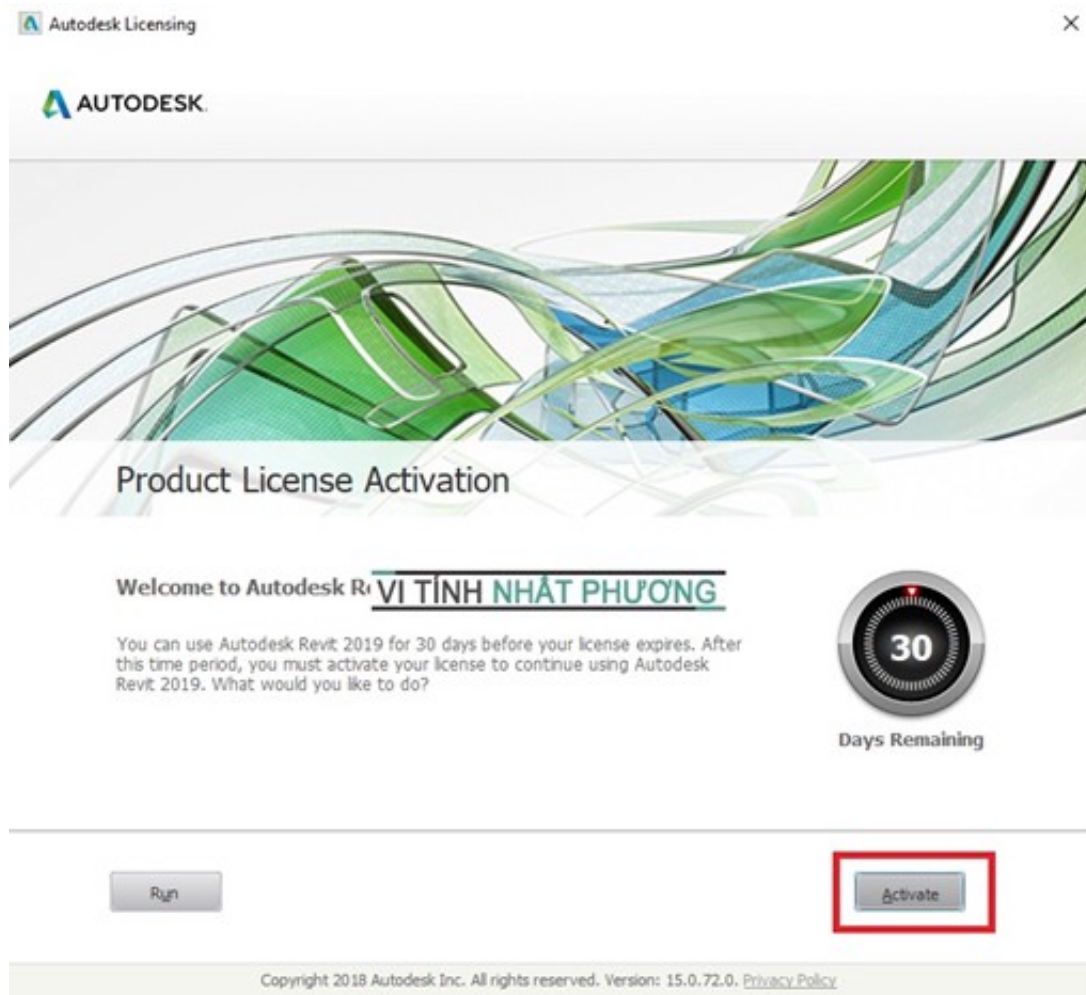 Autodesk Licensing
AUTODESK.
Product License Activation
Welcome to Autodesk
VI TÍNH NHẤT PHƯƠNG
You can use Autodesk Revit 2019 for 30 days before your license expires. After
this time period, you must activate your license to continue using Autodesk
Revit 2019. What would you like to do?
30
Days Remaining
Run
Activate
Copyright 2018 Autodesk Inc. All rights reserved. Version: 15.0.72.0. Privacy Policy